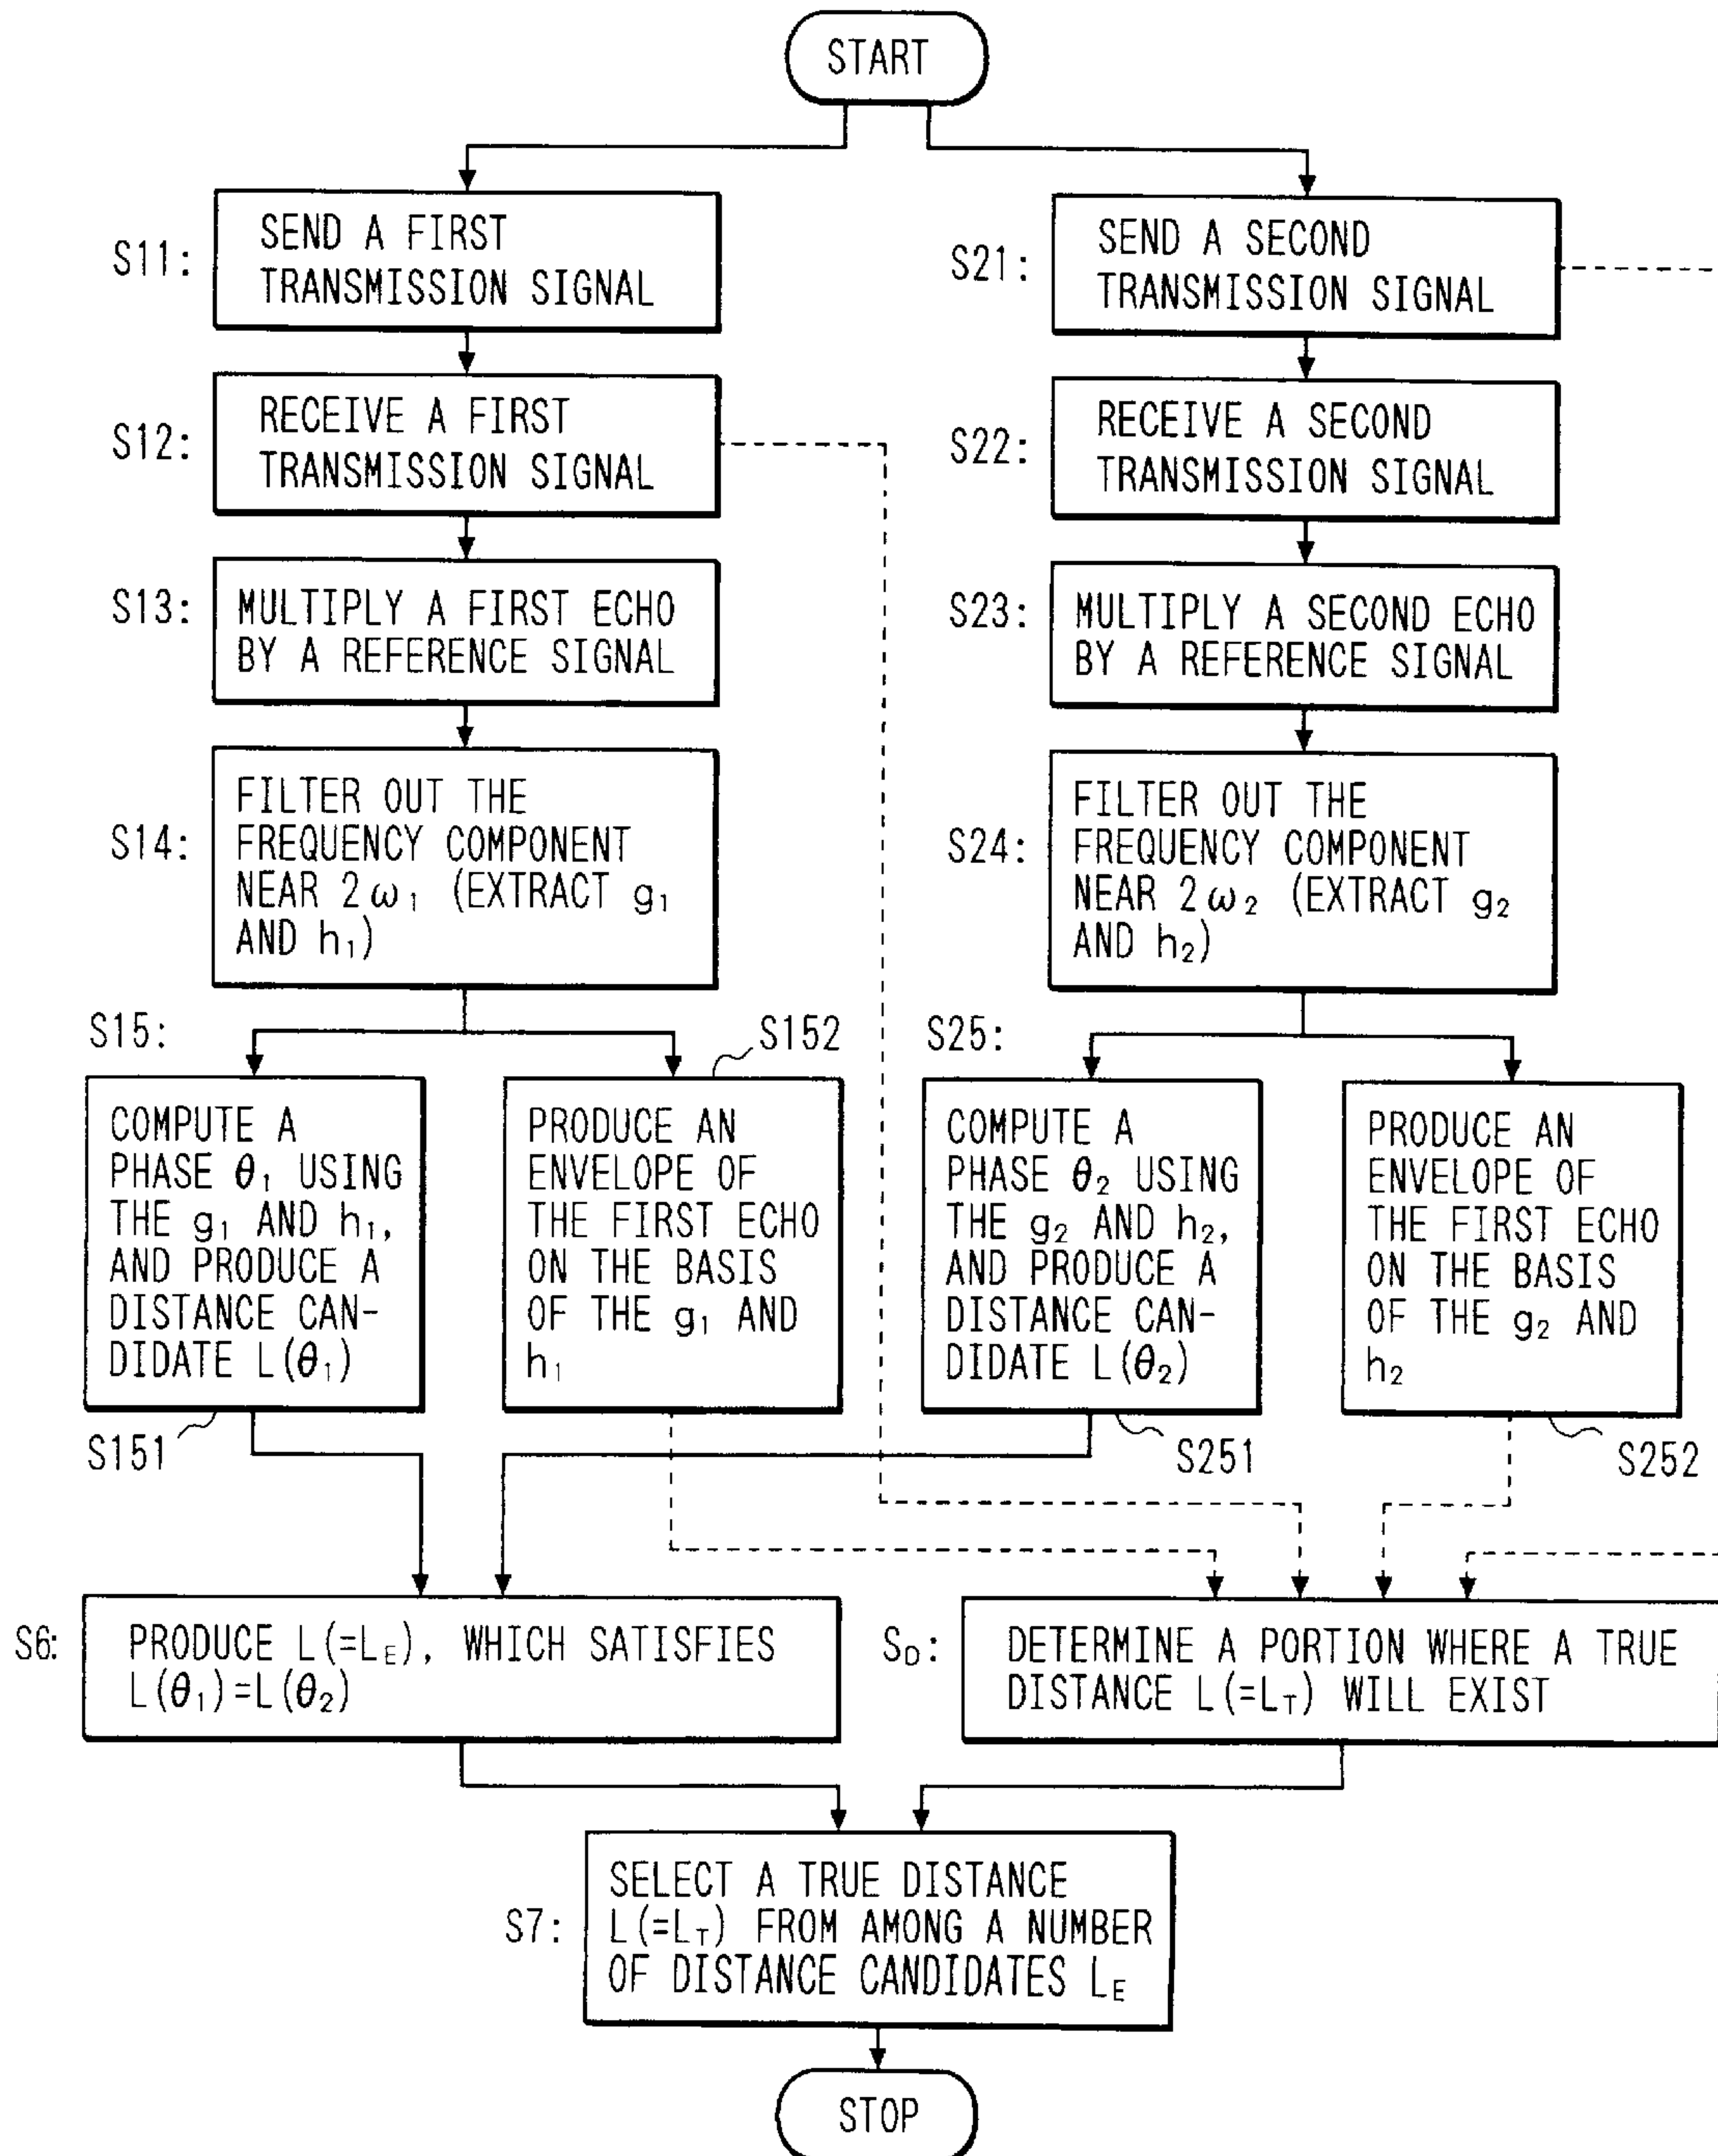 START
S11:
SEND A FIRST
TRANSMISSION SIGNAL
S21:
SEND A SECOND
TRANSMISSION SIGNAL
S12:
RECEIVE A FIRST
TRANSMISSION SIGNAL
S22:
RECEIVE A SECOND
TRANSMISSION SIGNAL
S13:
MULTIPLY A FIRST ECHO
BY A REFERENCE SIGNAL
S23:
MULTIPLY A SECOND ECHO
BY A REFERENCE SIGNAL
S14:
FILTER OUT THE
FREQUENCY COMPONENT
NEAR 2ω₁ (EXTRACT g₁
AND h₁)
S24:
FILTER OUT THE
FREQUENCY COMPONENT
NEAR 2ω₂ (EXTRACT g₂
AND h₂)
S15:
COMPUTE A
PHASE θ₁ USING
THE g₁ AND h₁,
AND PRODUCE A
DISTANCE CAN-
DIDATE L(θ₁)
S151
S152
PRODUCE AN
ENVELOPE OF
THE FIRST ECHO
ON THE BASIS
OF THE g₁ AND
h₁
S25:
COMPUTE A
PHASE θ₂ USING
THE g₂ AND h₂,
AND PRODUCE A
DISTANCE CAN-
DIDATE L(θ₂)
S251
PRODUCE AN
ENVELOPE OF
THE FIRST ECHO
ON THE BASIS
OF THE g₂ AND
h₂
S252
S6:
PRODUCE L(=L_E), WHICH SATISFIES
L(θ₁)=L(θ₂)
S_D:
DETERMINE A PORTION WHERE A TRUE
DISTANCE L(=L_T) WILL EXIST
S7:
SELECT A TRUE DISTANCE
L(=L_T) FROM AMONG A NUMBER
OF DISTANCE CANDIDATES L_E
STOP